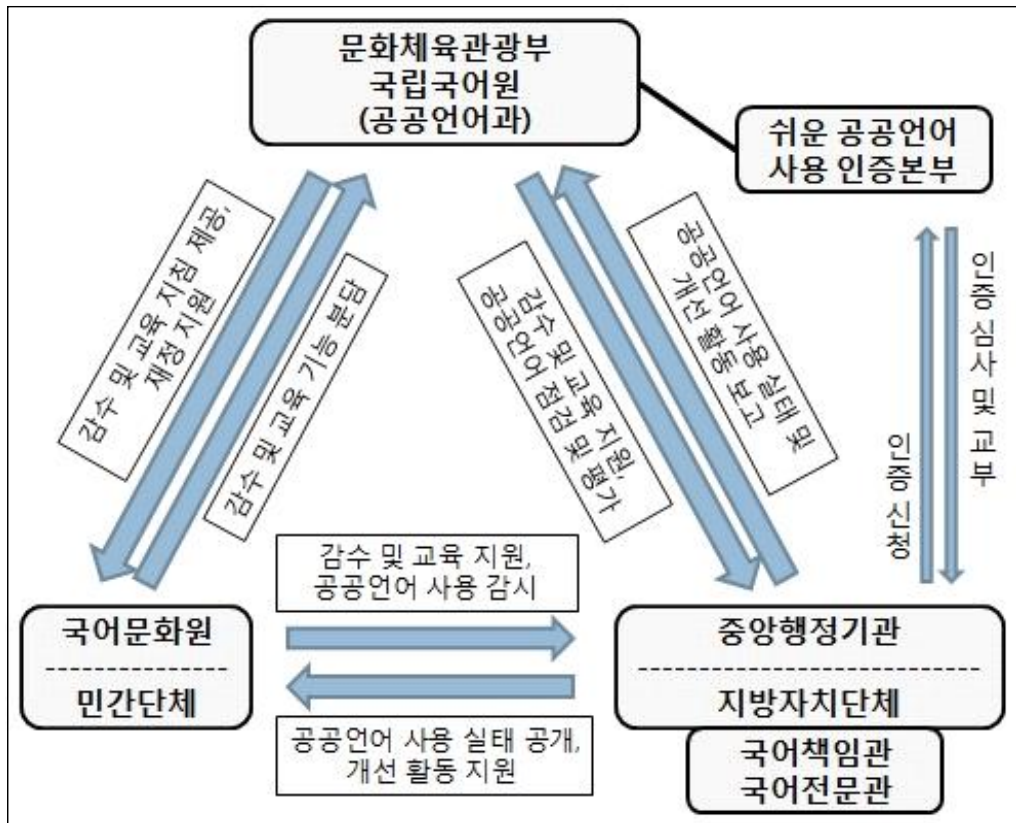 문화체육관광부
국립국어원
(공공언어과)
쉬운 공공언어
사용 인증본부
감수 및 교육 지침 제공,
재정 지원
감수 및 교육 기능 분담
감수 및 교육 지원,
공공언어 점검 및 평가
공공언어 사용 실태 및
개선 활동 보고
인증 신청
인증 심사 및 교부
감수 및 교육 지원,
공공언어 사용 감시
국어문화원
민간단체
중앙행정기관
지방자치단체
공공언어 사용 실태 공개,
개선 활동 지원
국어책임관
국어전문관